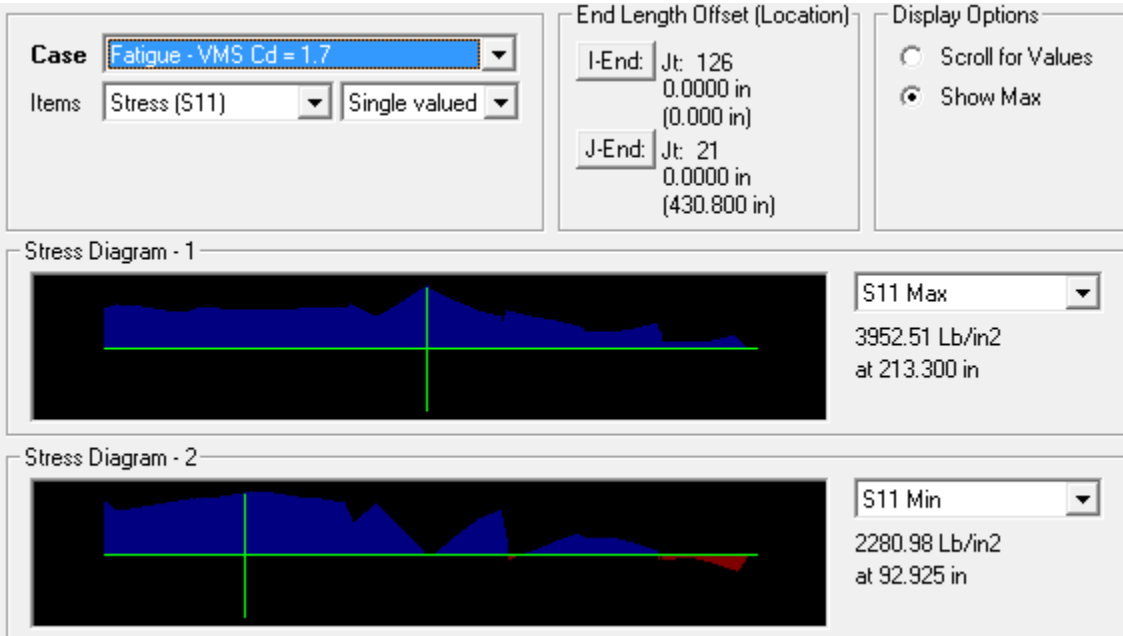 End Length Offset (Location)
Display Options
Case Fatigue - VMS Cd = 1.7
Items Stress (S11) Single valued
I-End: Jt: 126
0.0000 in
(0.000 in)
J-End: Jt: 21
0.0000 in
(430.800 in)
Scroll for Values
Show Max
Stress Diagram - 1
S11 Max
3952.51 Lb/in2
at 213.300 in
Stress Diagram - 2
S11 Min
2280.98 Lb/in2
at 92.925 in